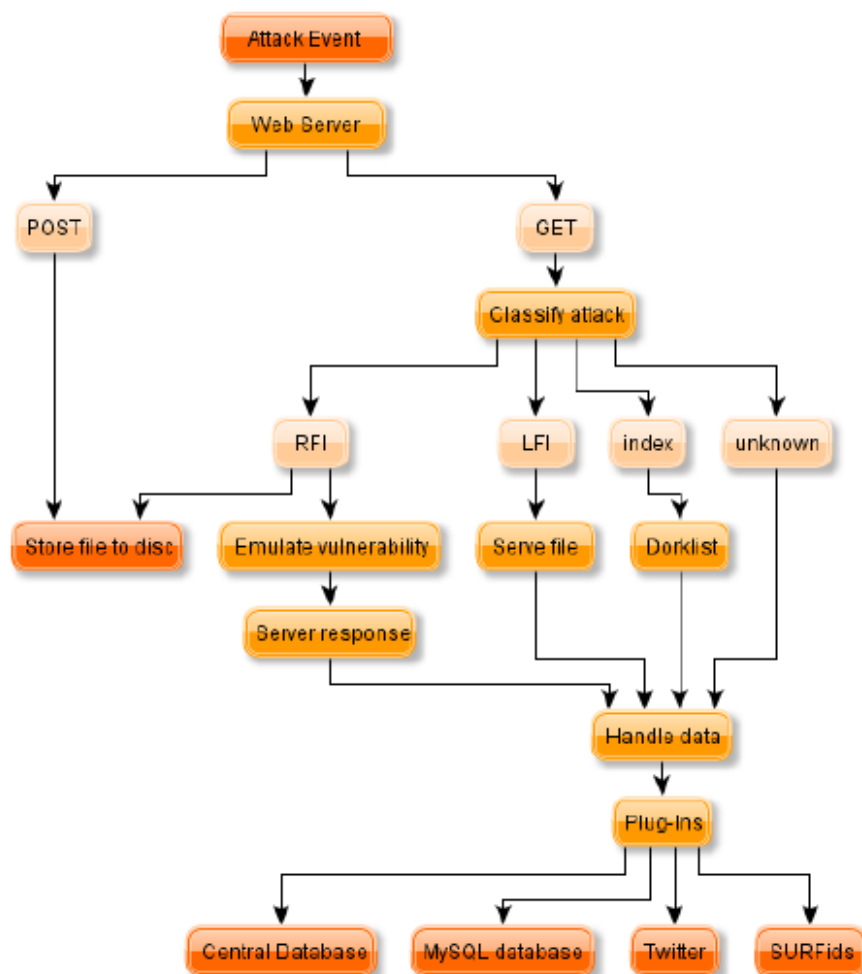 Attack Event
Web Server
POST
GET
Classify attack
RFI
LFI
index
unknown
Store file to disc
Emulate vulnerability
Serve file
Dorklist
Server response
Handle data
Plug-Ins
Central Database
MySQL database
Twitter
SURFids